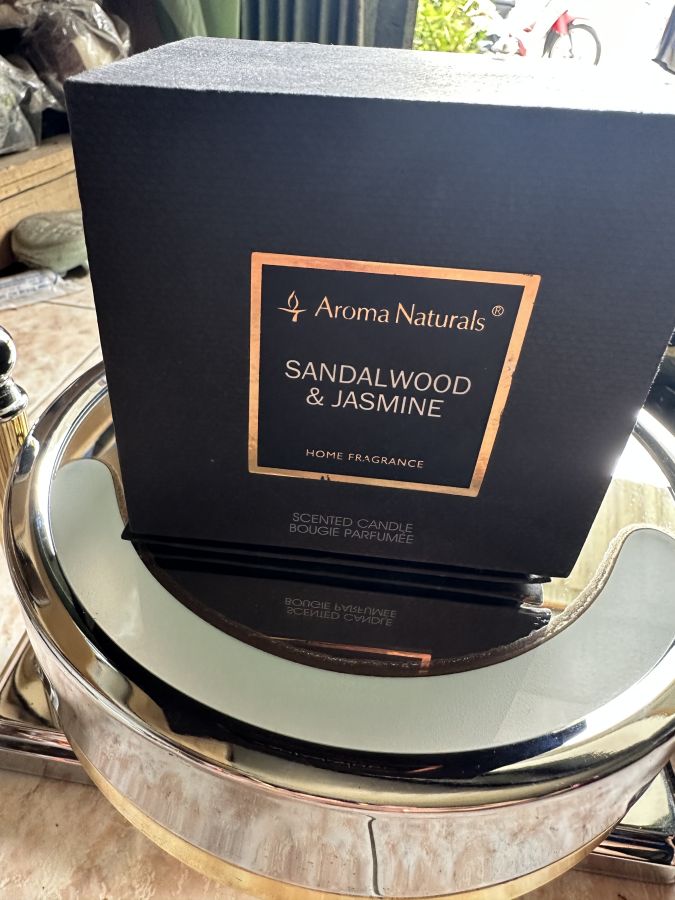 Aroma Naturals ®
SANDALWOOD
& JASMINE
HOME FRAGRANCE
SCENTED CANDLE
BOUGIE PARFUMÉE